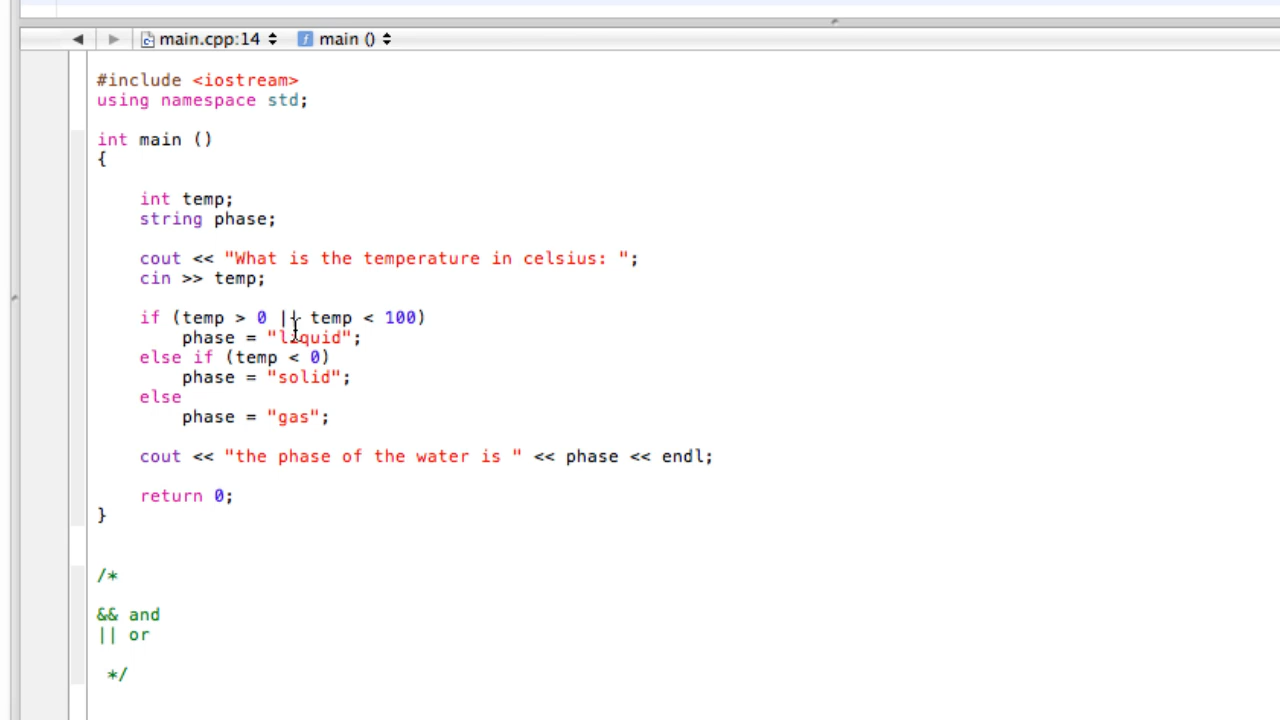 main.cpp:14 main ()
#include <iostream>
using namespace std;
int main ()
{
int temp;
string phase;
cout << "What is the temperature in celsius: ";
cin >> temp;
if (temp > 0 || temp < 100)
phase = "liquid";
else if (temp < 0)
phase = "solid";
else
phase = "gas";
cout << "the phase of the water is " << phase << endl;
return 0;
}
/*
&& and
|| or
*/